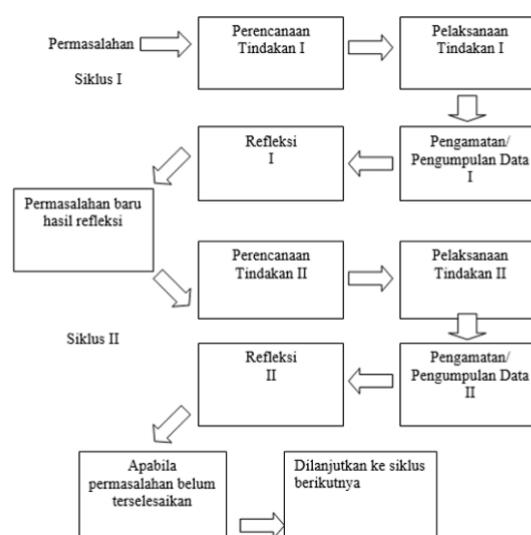 Permasalahan
Siklus I
Perencanaan
Tindakan I
Pelaksanaan
Tindakan I
Pengamatan/
Pengumpulan Data
I
Refleksi
I
Permasalahan baru
hasil refleksi
Siklus II
Perencanaan
Tindakan II
Pelaksanaan
Tindakan II
Pengamatan/
Pengumpulan Data
II
Refleksi
II
Apabila
permasalahan belum
terselesaikan
Dilanjutkan ke siklus
berikutnya